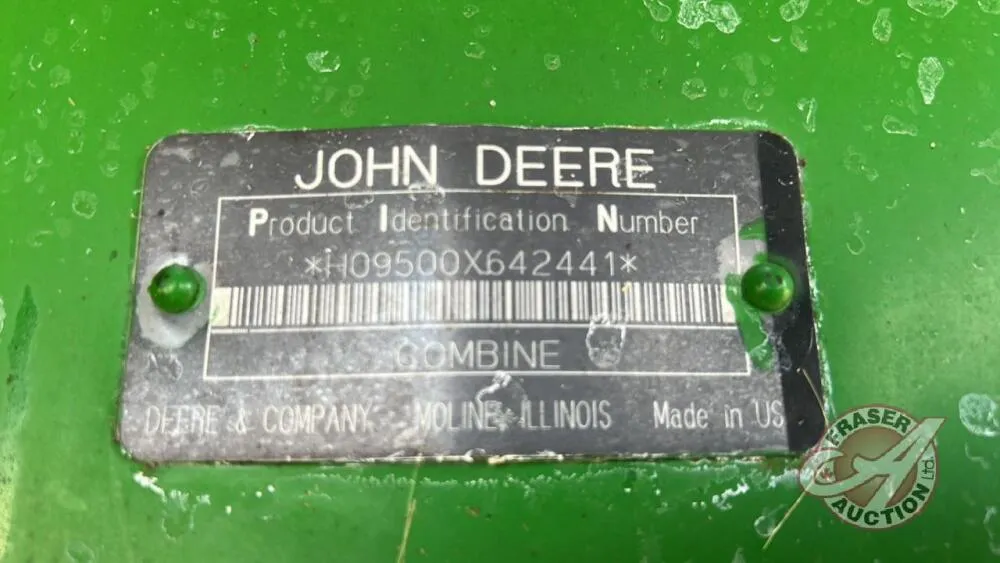 JOHN DEERE
Product Identification Number
*H09500X642441*
COMBINE
DEERE & COMPANY MOLINE, ILLINOIS Made in US
FRASER
AUCTION
Ltd.